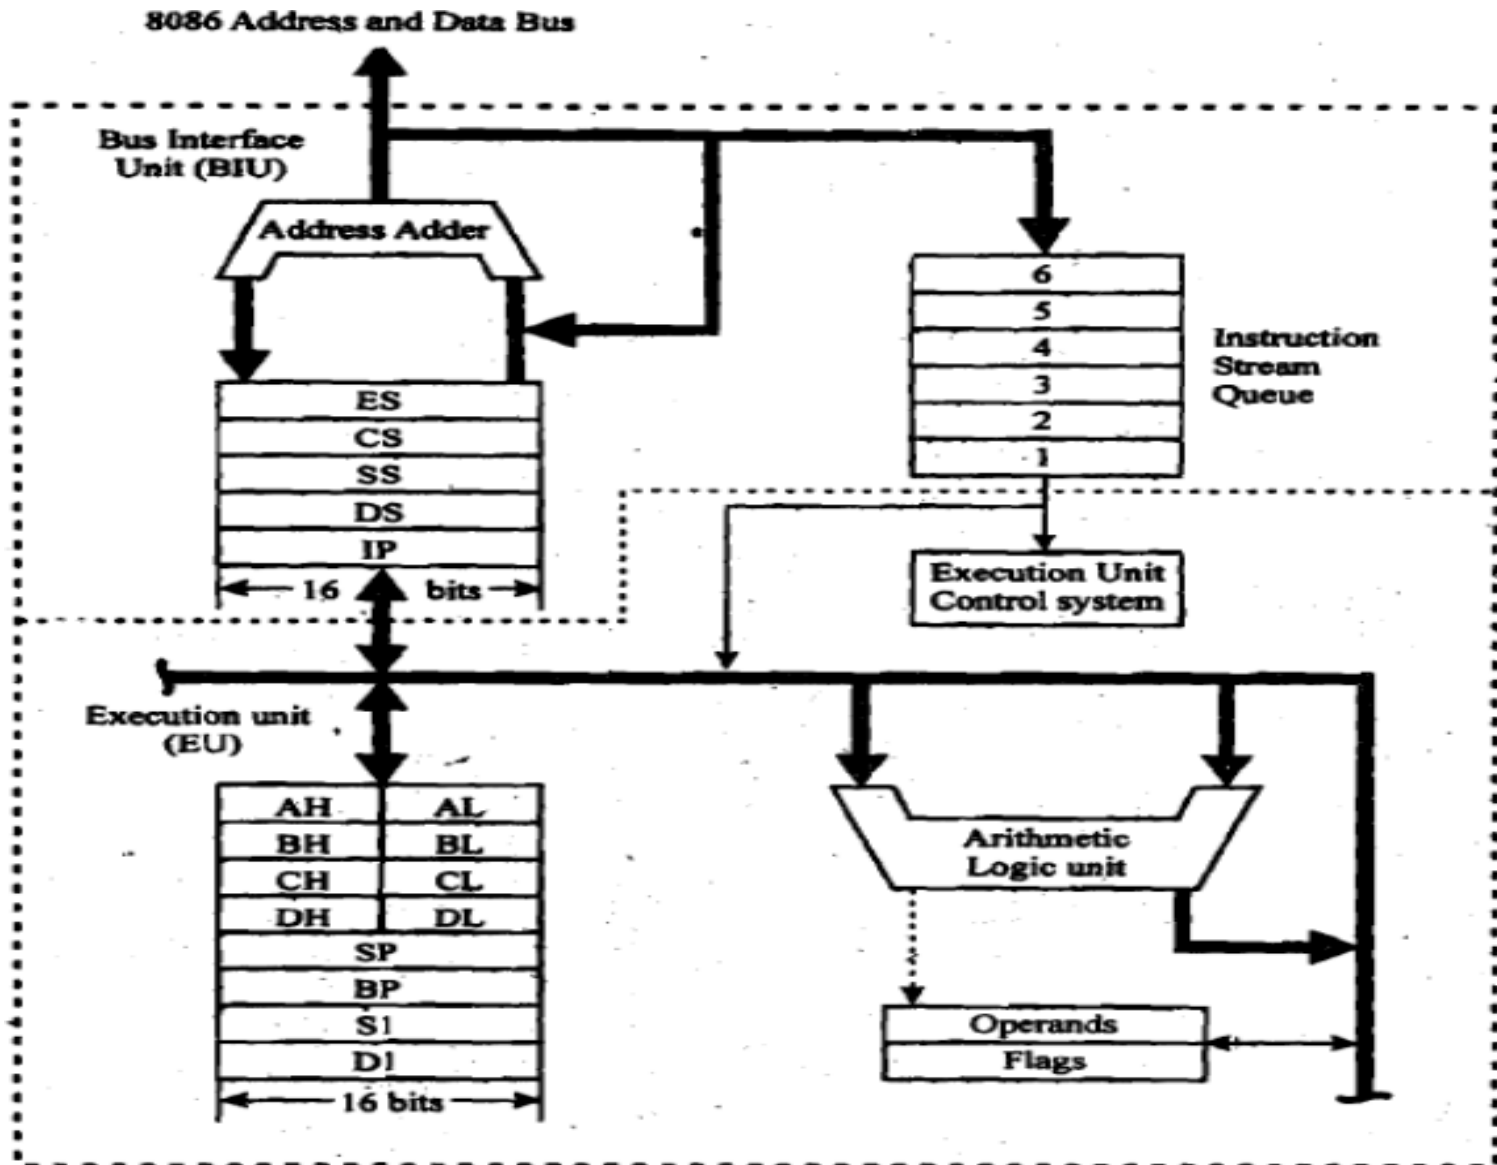 8086 Address and Data Bus
Bus Interface
Unit (BIU)
Address Adder
6
5
4
3
2
1
Instruction
Stream
Queue
ES
CS
SS
DS
IP
16 bits
Execution Unit
Control system
Execution unit
(EU)
AH AL
BH BL
CH CL
DH DL
SP
BP
S1
D1
16 bits
Arithmetic
Logic unit
Operands
Flags